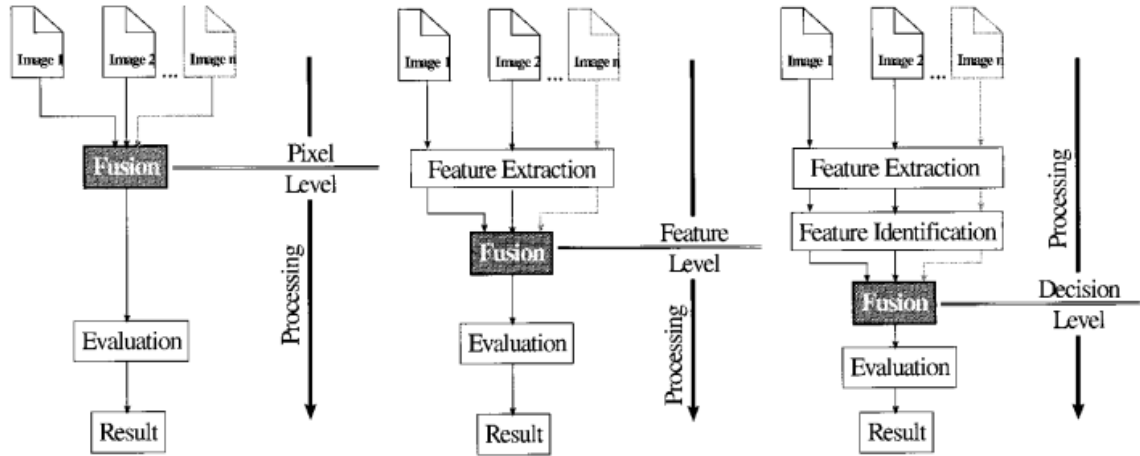 Image 1
Image 2
...
Image n
Fusion
Pixel
Level
Processing
Evaluation
Result
Image 1
Image 2
...
Image n
Feature Extraction
Fusion
Feature
Level
Processing
Evaluation
Result
Image 1
Image 2
...
Image n
Feature Extraction
Feature Identification
Processing
Fusion
Decision
Level
Evaluation
Result